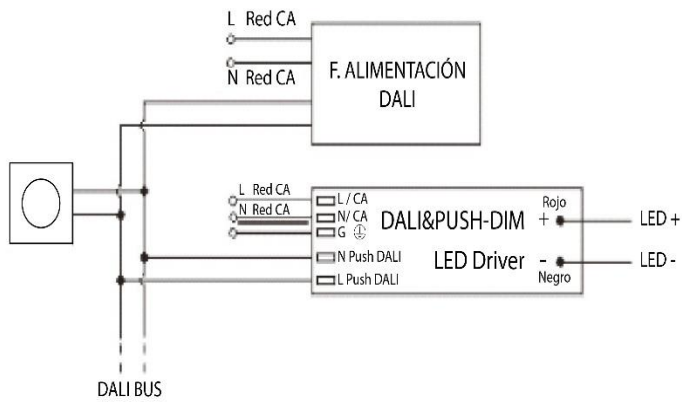 L Red CA
N Red CA
F. ALIMENTACIÓN
DALI
L Red CA
N Red CA
L / CA
N/ CA
G
N Push DALI
L Push DALI
DALI&PUSH-DIM
LED Driver
Rojo
+
-
Negro
LED +
LED -
DALI BUS